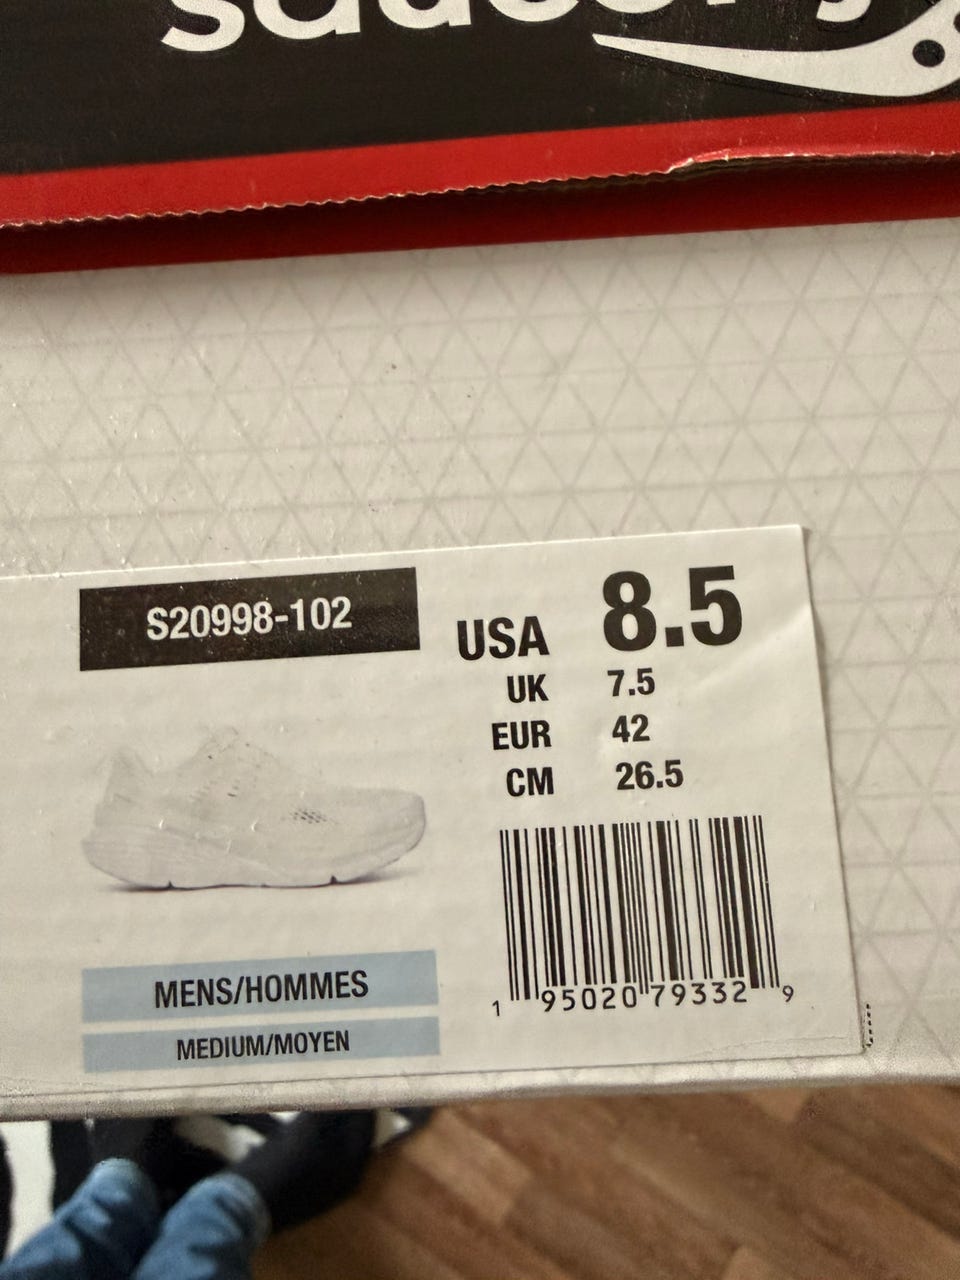 saucony
S20998-102
USA 8.5
UK 7.5
EUR 42
CM 26.5
MENS/HOMMES
MEDIUM/MOYEN
1 95020 79332 9